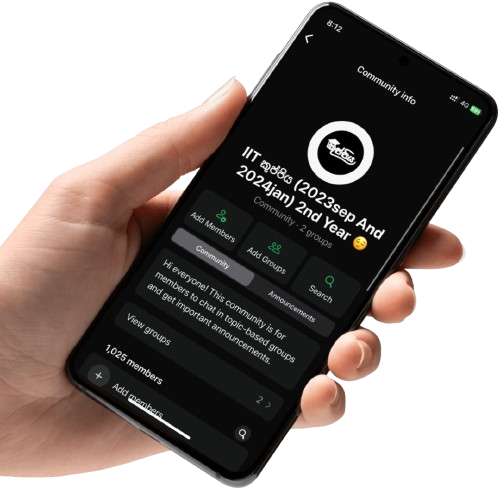 8:12
4G
Community info
IIT කුප්පිය (2023sep And
2024jan) 2nd Year 😌
Community · 2 groups
Add Members
Add Groups
Search
Community
Announcements
Hi everyone! This community is for
members to chat in topic-based groups
and get important announcements.
View groups
2
1,025 members
Add members